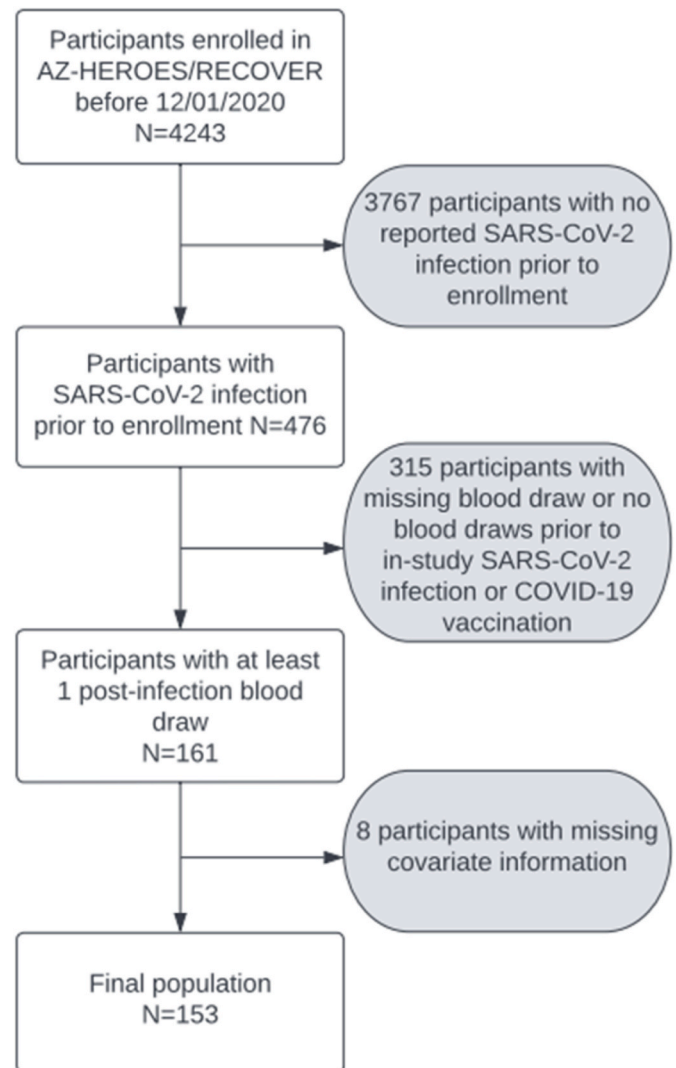 Participants enrolled in
AZ-HEROES/RECOVER
before 12/01/2020
N=4243
3767 participants with no
reported SARS-CoV-2
infection prior to
enrollment
Participants with
SARS-CoV-2 infection
prior to enrollment N=476
315 participants with
missing blood draw or no
blood draws prior to
in-study SARS-CoV-2
infection or COVID-19
vaccination
Participants with at least
1 post-infection blood
draw
N=161
8 participants with missing
covariate information
Final population
N=153